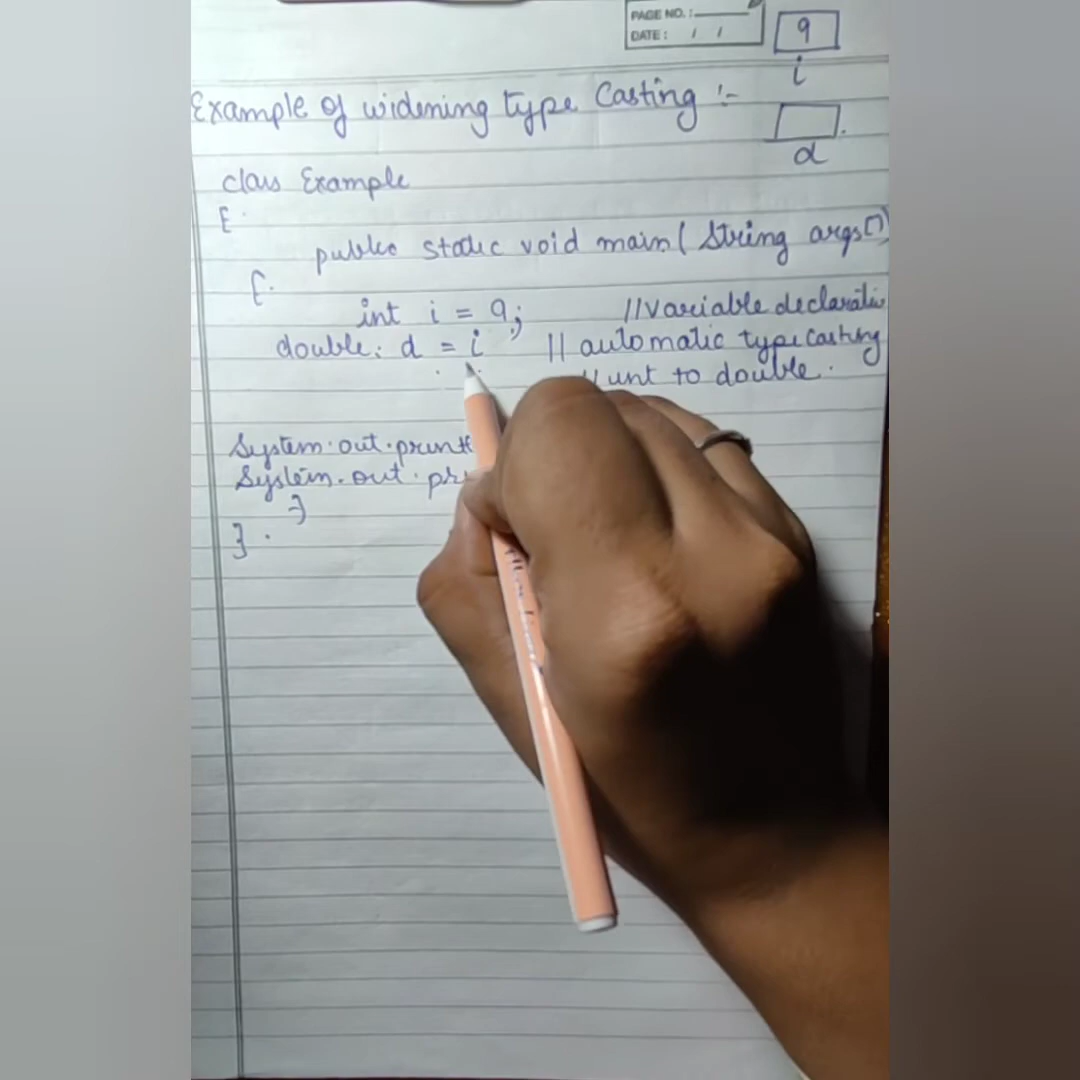 PAGE NO. :
DATE : / /
9
i
Example of widening type Casting :-
d
class Example
{
public static void main( String args[])
{
int i = 9; //variable declaratio
double d = i // automatic type casting
// int to double.
System.out.print
System.out.pr
}
}